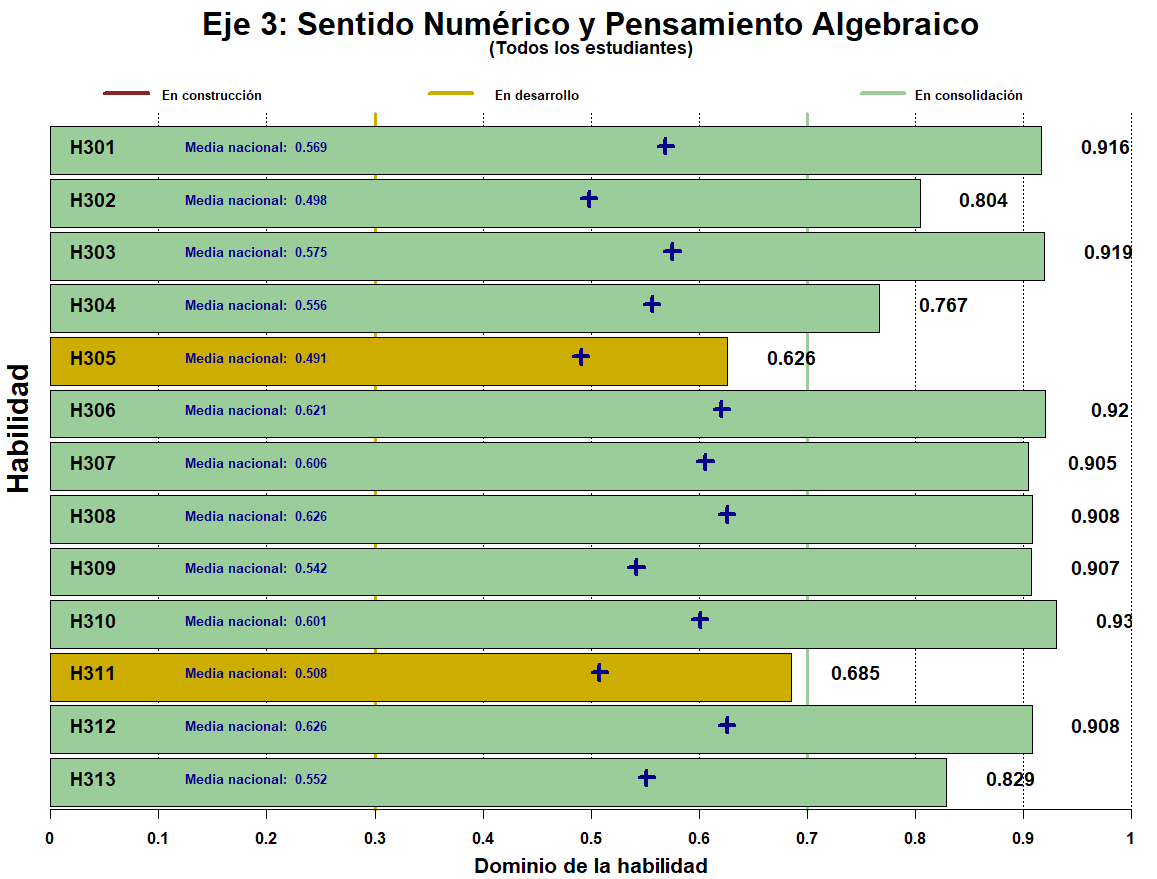 Eje 3: Sentido Numérico y Pensamiento Algebraico
(Todos los estudiantes)
En construcción En desarrollo En consolidación
H301 Media nacional: 0.569 0.916
H302 Media nacional: 0.498 0.804
H303 Media nacional: 0.575 0.919
H304 Media nacional: 0.556 0.767
H305 Media nacional: 0.491 0.626
H306 Media nacional: 0.621 0.92
H307 Media nacional: 0.606 0.905
H308 Media nacional: 0.626 0.908
H309 Media nacional: 0.542 0.907
H310 Media nacional: 0.601 0.93
H311 Media nacional: 0.508 0.685
H312 Media nacional: 0.626 0.908
H313 Media nacional: 0.552 0.829
Habilidad
0 0.1 0.2 0.3 0.4 0.5 0.6 0.7 0.8 0.9 1
Dominio de la habilidad